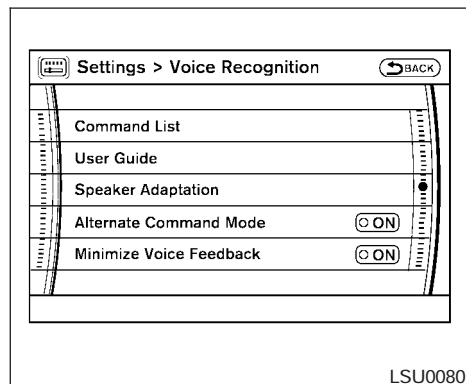 Settings > Voice Recognition BACK
Command List
User Guide
Speaker Adaptation
Alternate Command Mode ON
Minimize Voice Feedback ON
LSU0080